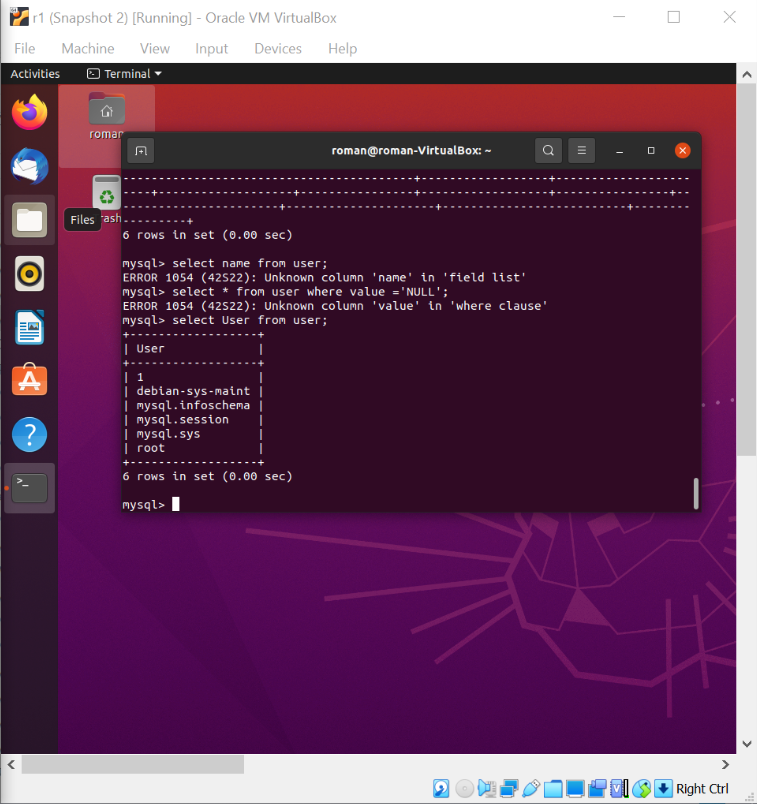 r1 (Snapshot 2) [Running] - Oracle VM VirtualBox
File Machine View Input Devices Help
Activities Terminal
roman
roman@roman-VirtualBox: ~
Files
rash
-----------------------------------------+------------------+-------------------
----+-------------------+----------------+------------------+----------------+--
----------------------+---------------------+--------------------------+--------
---------+
6 rows in set (0.00 sec)
mysql> select name from user;
ERROR 1054 (42S22): Unknown column 'name' in 'field list'
mysql> select * from user where value ='NULL';
ERROR 1054 (42S22): Unknown column 'value' in 'where clause'
mysql> select User from user;
+------------------+
| User             |
+------------------+
| 1                |
| debian-sys-maint |
| mysql.infoschema |
| mysql.session    |
| mysql.sys        |
| root             |
+------------------+
6 rows in set (0.00 sec)
mysql>
Right Ctrl